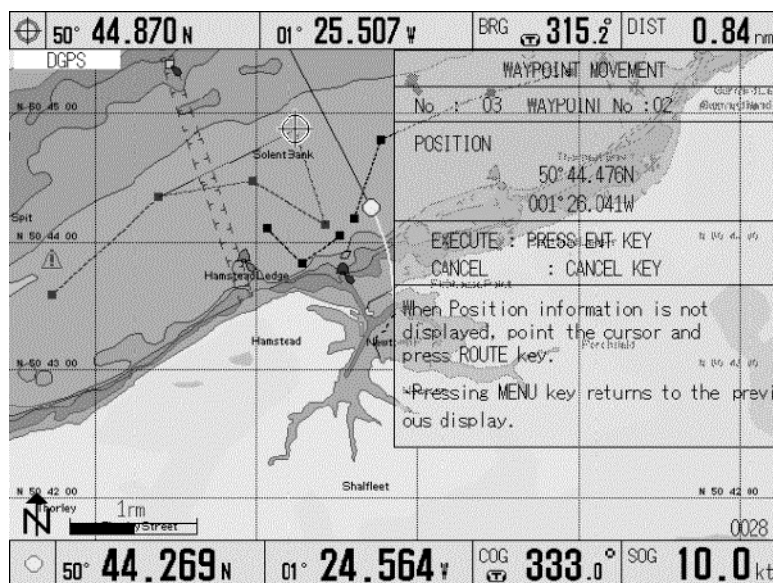 50° 44.870 N 01° 25.507 W BRG T 315.2° DIST 0.84 nm
DGPS
WAYPOINT MOVEMENT
No : 03 WAYPOINT No :02
N 50 45 00
POSITION
50°44.476N
001°26.041W
Solent Bank
Spit
N 50 44 00
EXECUTE : PRESS ENT KEY
CANCEL : CANCEL KEY
Hamstead Ledge
When Position information is not
displayed, point the cursor and
press ROUTE key.
Hamstead
N 50 43 00
-Pressing MENU key returns to the previ
ous display.
Shalfleet
N 50 42 00
N 50 42 00
Thorley
N
1rm
Street
0028
50° 44.269 N 01° 24.564 W COG T 333.0° SOG 10.0 kt